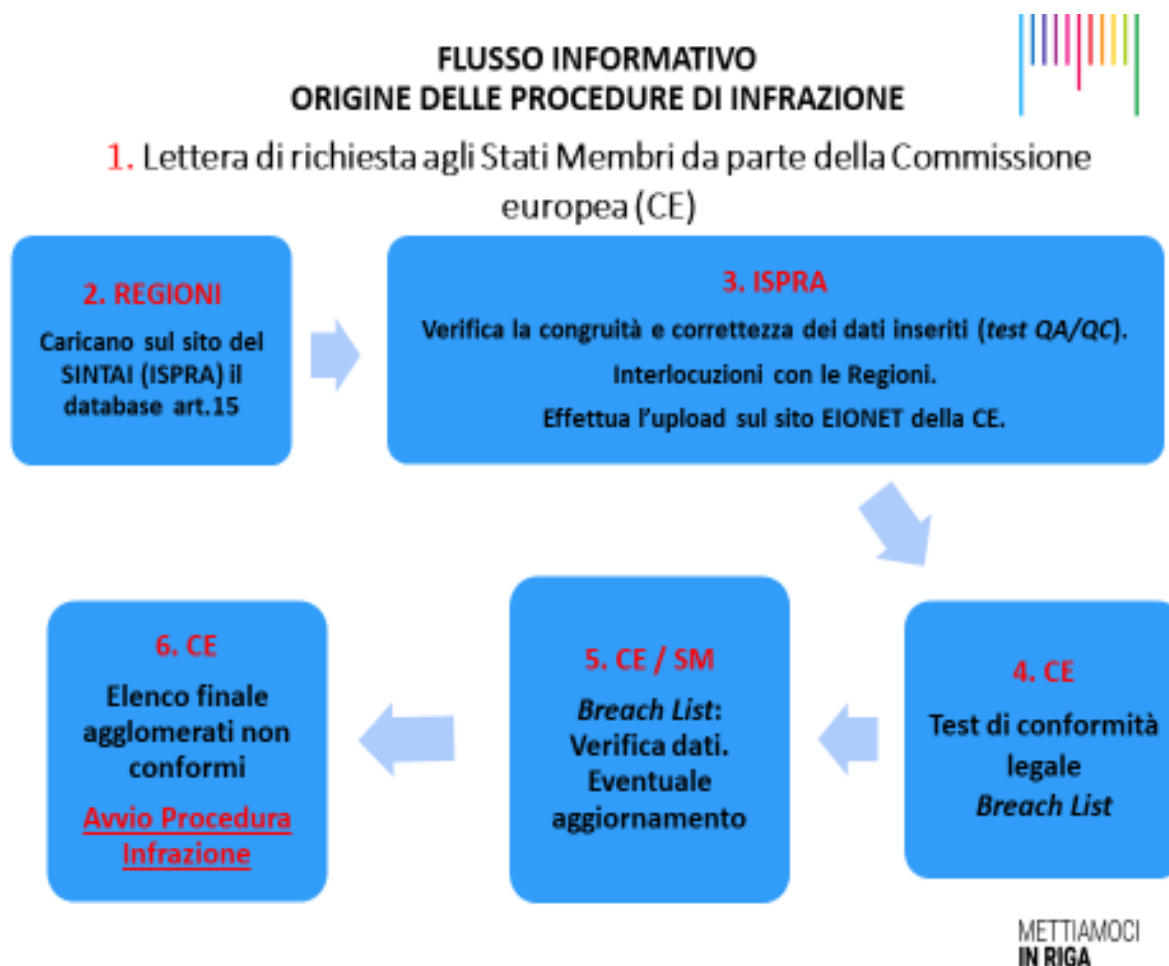 FLUSSO INFORMATIVO
ORIGINE DELLE PROCEDURE DI INFRAZIONE
1. Lettera di richiesta agli Stati Membri da parte della Commissione
europea (CE)
2. REGIONI
Caricano sul sito del
SINTAI (ISPRA) il
database art.15
3. ISPRA
Verifica la congruità e correttezza dei dati inseriti (test QA/QC).
Interlocuzioni con le Regioni.
Effettua l'upload sul sito EIONET della CE.
4. CE
Test di conformità
legale
Breach List
5. CE / SM
Breach List:
Verifica dati.
Eventuale
aggiornamento
6. CE
Elenco finale
agglomerati non
conformi
Avvio Procedura
Infrazione
METTIAMOCI
IN RIGA